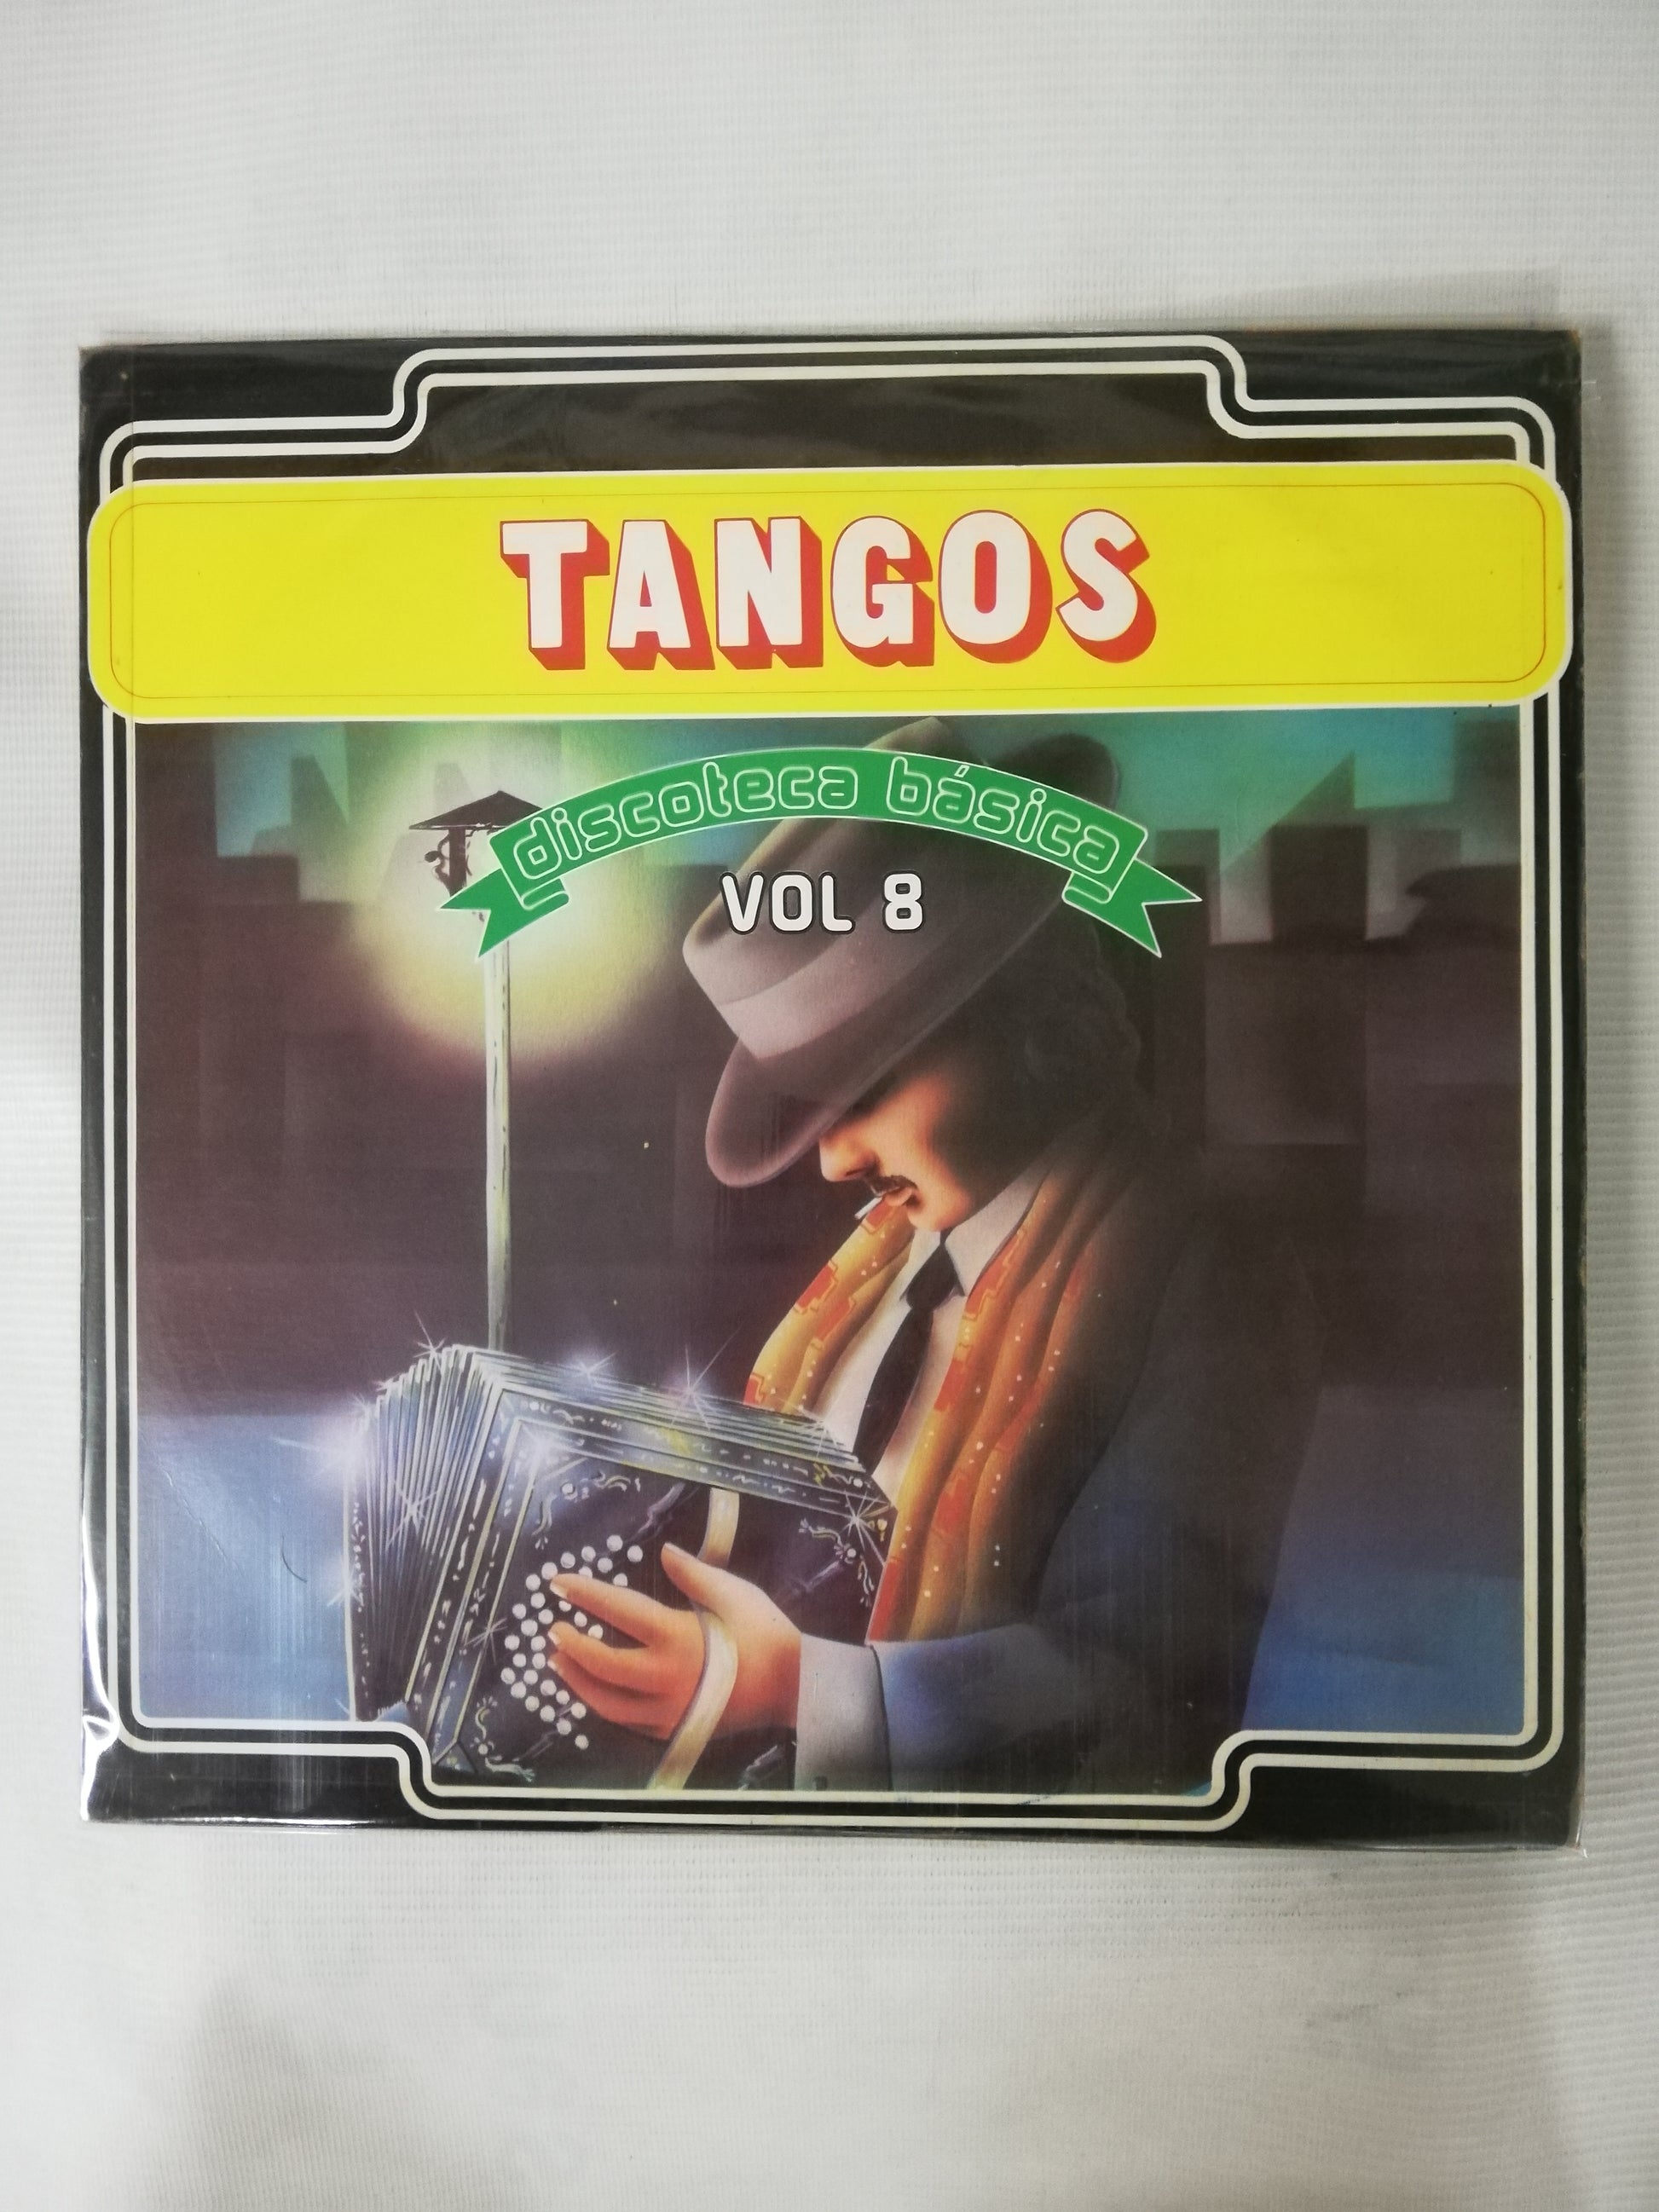 TANGOS
discoteca básica
VOL 8